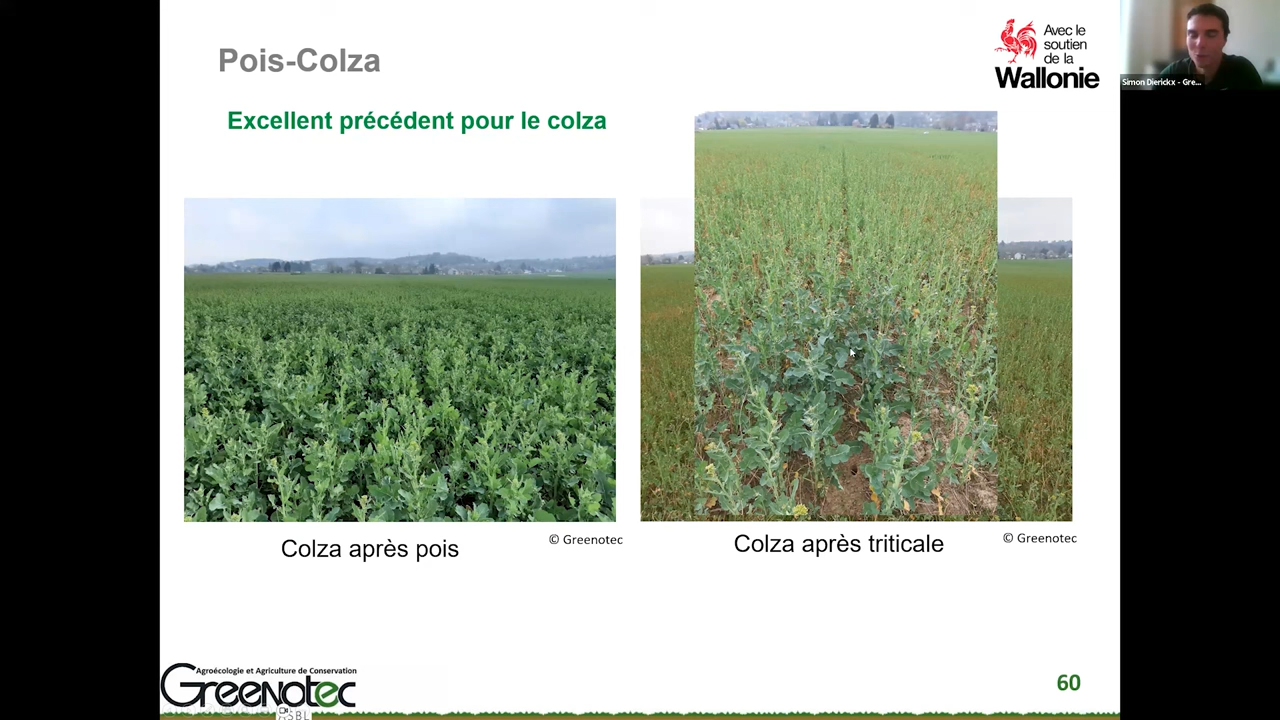 Pois-Colza
Avec le
soutien
de la
Wallonie
Simon Dierickx - Gre...
Excellent précédent pour le colza
© Greenotec
Colza après pois
© Greenotec
Colza après triticale
Agroécologie et Agriculture de Conservation
Greenotec
ASBL
60